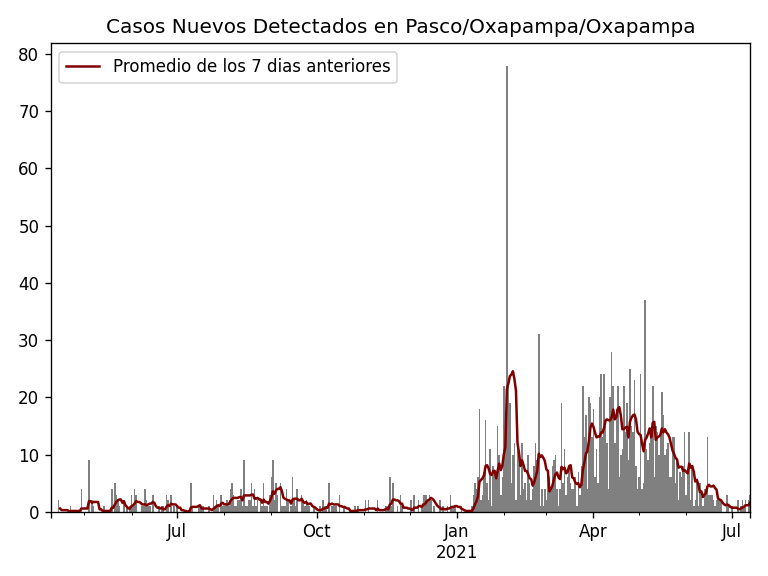 Casos Nuevos Detectados en Pasco/Oxapampa/Oxapampa
Promedio de los 7 dias anteriores
80
70
60
50
40
30
20
10
0
Jul
Oct
Jan
2021
Apr
Jul